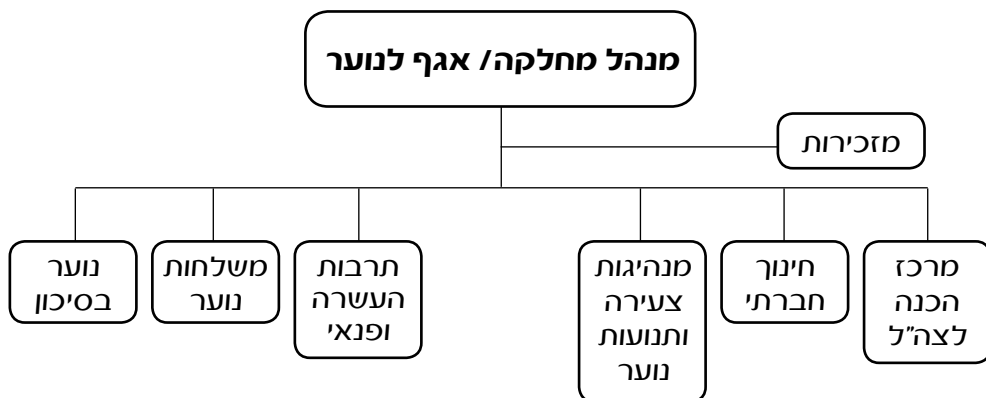 מנהל מחלקה/ אגף לנוער
מזכירות
מרכז
הכנה
לצה"ל
חינוך
חברתי
מנהיגות
צעירה
ותנועות
נוער
תרבות
העשרה
ופנאי
משלחות
נוער
נוער
בסיכון